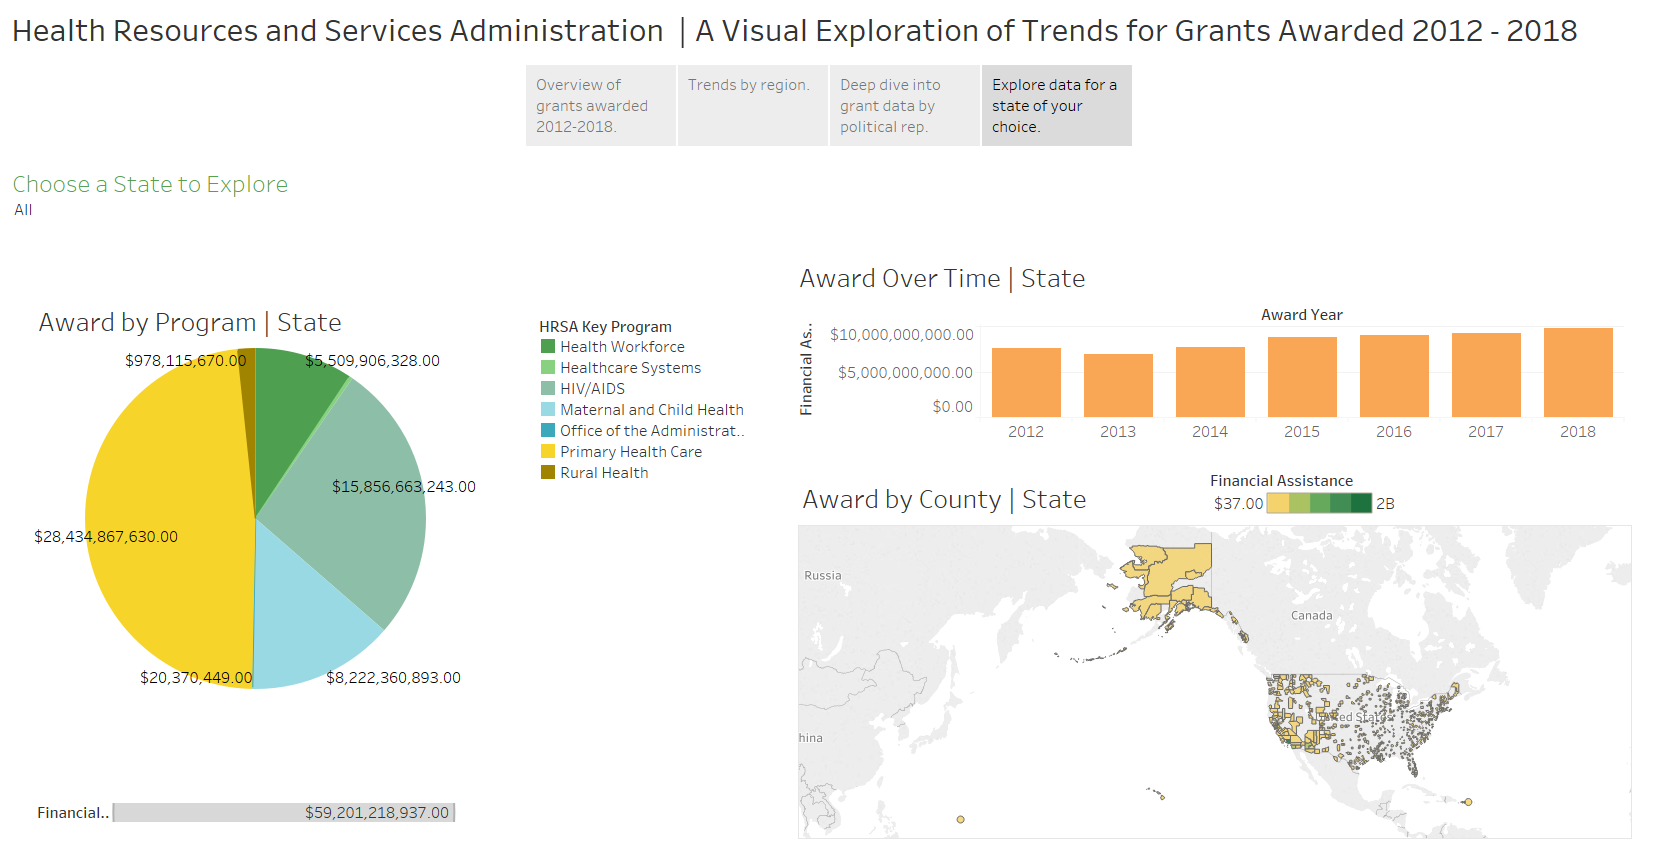 Health Resources and Services Administration | A Visual Exploration of Trends for Grants Awarded 2012 - 2018
Overview of
grants awarded
2012-2018.
Trends by region.
Deep dive into
grant data by
political rep.
Explore data for a
state of your
choice.
Choose a State to Explore
All
Award by Program | State
$978,115,670.00
$5,509,906,328.00
$15,856,663,243.00
$28,434,867,630.00
$20,370,449.00
$8,222,360,893.00
HRSA Key Program
Health Workforce
Healthcare Systems
HIV/AIDS
Maternal and Child Health
Office of the Administrat..
Primary Health Care
Rural Health
Financial..
$59,201,218,937.00
Award Over Time | State
Award Year
Financial As..
$10,000,000,000.00
$5,000,000,000.00
$0.00
2012 2013 2014 2015 2016 2017 2018
Award by County | State
Financial Assistance
$37.00 2B
Russia
Canada
United States
hina